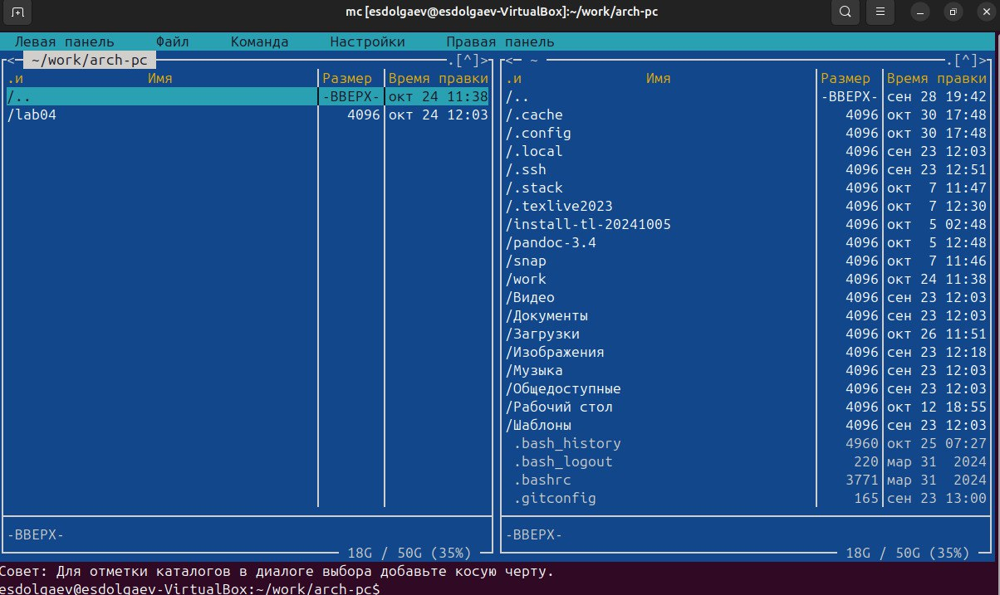 mc [esdolgaev@esdolgaev-VirtualBox]:~/work/arch-pc
Левая панель Файл Команда Настройки Правая панель
<- ~/work/arch-pc .[^]>
.и Имя Размер Время правки
/.. -ВВЕРХ- окт 24 11:38
/lab04 4096 окт 24 12:03
-ВВЕРХ-
18G / 50G (35%)
<- ~ .[^]>
.и Имя Размер Время правки
/.. -ВВЕРХ- сен 28 19:42
/.cache 4096 окт 30 17:48
/.config 4096 окт 30 17:48
/.local 4096 сен 23 12:03
/.ssh 4096 сен 23 12:51
/.stack 4096 окт 7 11:47
/.texlive2023 4096 окт 7 12:30
/install-tl-20241005 4096 окт 5 02:48
/pandoc-3.4 4096 окт 5 12:48
/snap 4096 окт 7 11:46
/work 4096 окт 24 11:38
/Видео 4096 сен 23 12:03
/Документы 4096 сен 23 12:03
/Загрузки 4096 окт 26 11:51
/Изображения 4096 сен 23 12:18
/Музыка 4096 сен 23 12:03
/Общедоступные 4096 сен 23 12:03
/Рабочий стол 4096 окт 12 18:55
/Шаблоны 4096 сен 23 12:03
.bash_history 4960 окт 25 07:27
.bash_logout 220 мар 31 2024
.bashrc 3771 мар 31 2024
.gitconfig 165 сен 23 13:00
-ВВЕРХ-
18G / 50G (35%)
Совет: Для отметки каталогов в диалоге выбора добавьте косую черту.
esdolgaev@esdolgaev-VirtualBox:~/work/arch-pc$